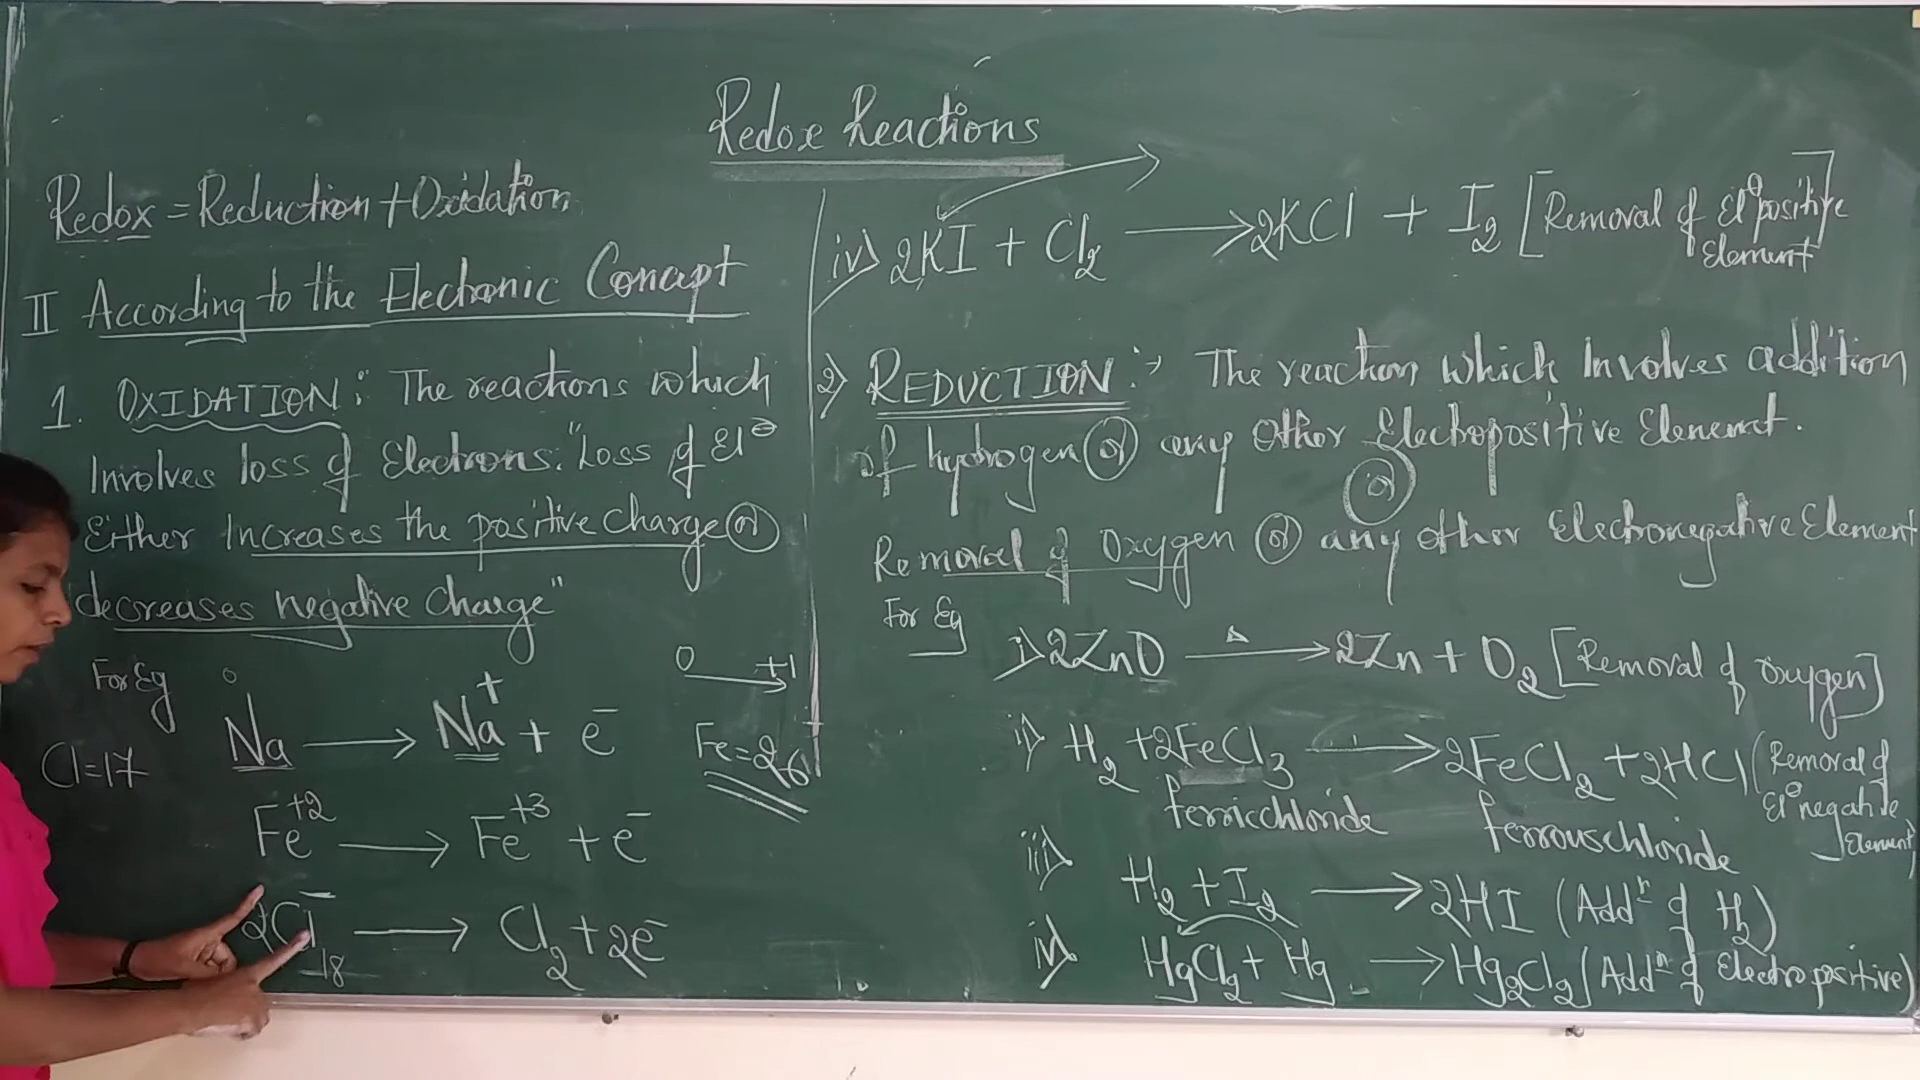 Redox Reactions
Redox = Reduction + Oxidation
II According to the Electronic Concept
1. OXIDATION :- The reactions which
Involves loss of Electrons. "Loss of El⊖
Either Increases the positive charge or
decreases negative charge"
For Eg
0
0 → +1
Na → Na⁺ + e⁻
Cl=17
Fe=26
Fe⁺² → Fe⁺³ + e⁻
2Cl⁻ → Cl₂ + 2e⁻
18
iv) 2KI + Cl₂ → 2KCl + I₂ [Removal of El⊖positive
Element]
2) REDUCTION :- The reaction which Involves addition
of hydrogen or any other Electropositive Element.
or
Removal of Oxygen or any other Electronegative Element
For Eg
i) 2ZnO →Δ 2Zn + O₂ [Removal of oxygen]
ii) H₂ + 2FeCl₃ → 2FeCl₂ + 2HCl (Removal of
El⊖negative
Element)
ferricchloride ferrouschloride
iii) H₂ + I₂ → 2HI (Addⁿ of H₂)
iv) HgCl₂ + Hg → Hg₂Cl₂ (Addⁿ of Electropositive)